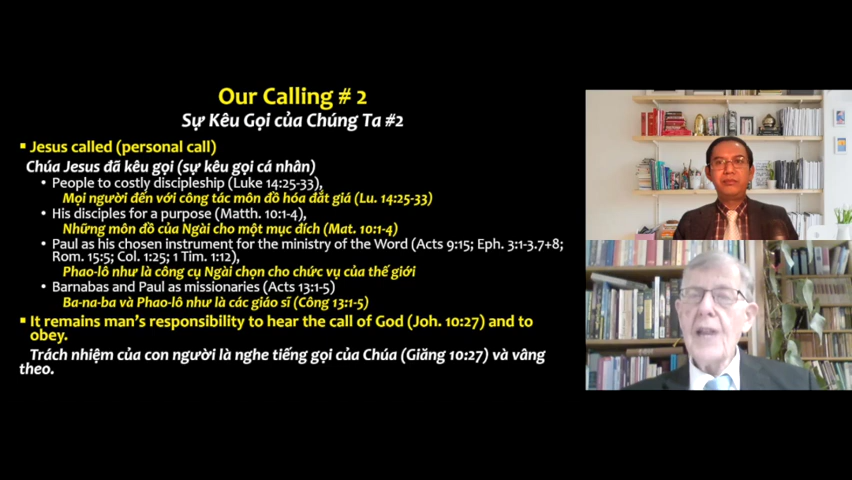 Our Calling # 2
Sự Kêu Gọi của Chúng Ta #2
▪ Jesus called (personal call)
Chúa Jesus đã kêu gọi (sự kêu gọi cá nhân)
• People to costly discipleship (Luke 14:25-33),
Mọi người đến với công tác môn đồ hóa đắt giá (Lu. 14:25-33)
• His disciples for a purpose (Matth. 10:1-4),
Những môn đồ của Ngài cho một mục đích (Mat. 10:1-4)
• Paul as his chosen instrument for the ministry of the Word (Acts 9:15; Eph. 3:1-3.7+8;
Rom. 15:5; Col. 1:25; 1 Tim. 1:12),
Phao-lô như là công cụ Ngài chọn cho chức vụ của thế giới
• Barnabas and Paul as missionaries (Acts 13:1-5)
Ba-na-ba và Phao-lô như là các giáo sĩ (Công 13:1-5)
▪ It remains man's responsibility to hear the call of God (Joh. 10:27) and to
obey.
Trách nhiệm của con người là nghe tiếng gọi của Chúa (Giăng 10:27) và vâng
theo.